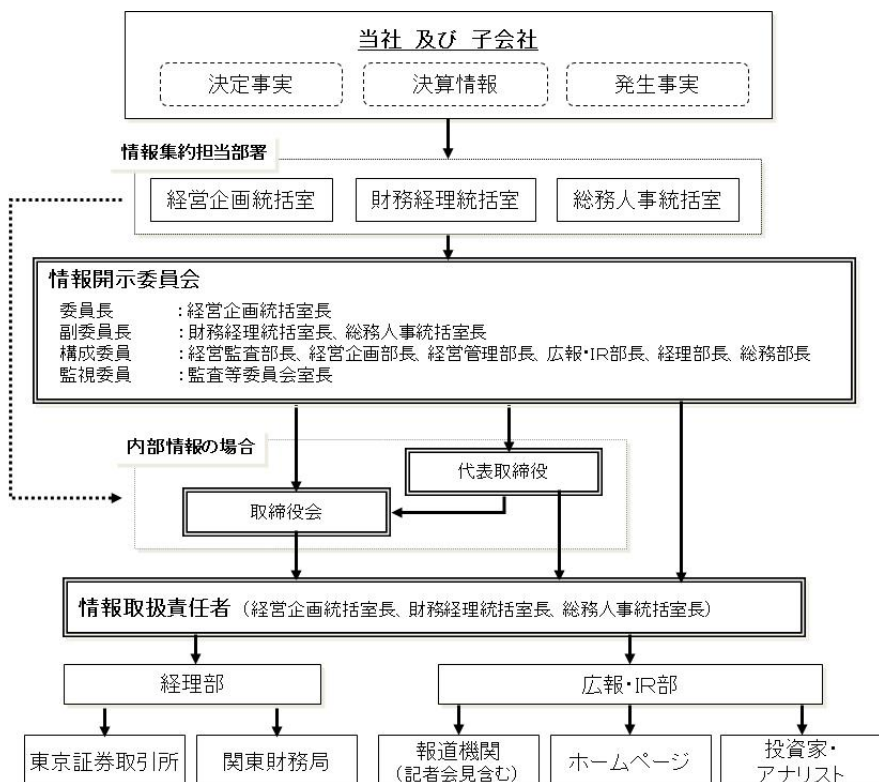 当社 及び 子会社
決定事実 決算情報 発生事実
情報集約担当部署
経営企画統括室 財務経理統括室 総務人事統括室
情報開示委員会
委員長 :経営企画統括室長
副委員長 :財務経理統括室長、総務人事統括室長
構成委員 :経営監査部長、経営企画部長、経営管理部長、広報・IR部長、経理部長、総務部長
監視委員 :監査等委員会室長
内部情報の場合
代表取締役
取締役会
情報取扱責任者 (経営企画統括室長、財務経理統括室長、総務人事統括室長)
経理部 広報・IR部
東京証券取引所 関東財務局 報道機関 ホームページ 投資家・
(記者会見含む) アナリスト